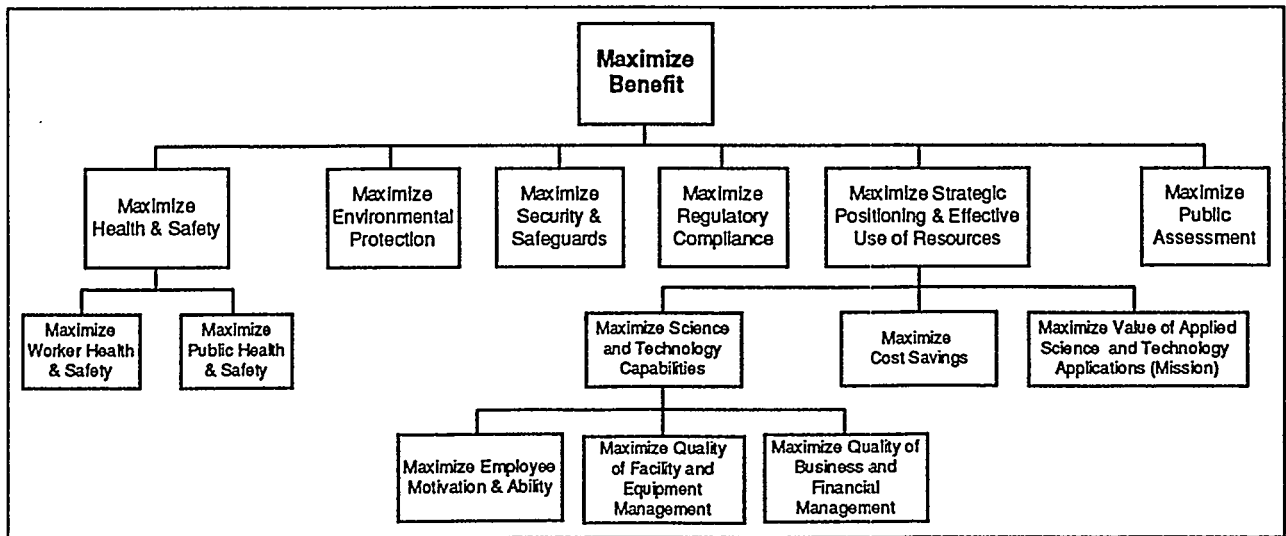 Maximize
Benefit
Maximize
Health & Safety
Maximize
Environmental
Protection
Maximize
Security &
Safeguards
Maximize
Regulatory
Compliance
Maximize Strategic
Positioning & Effective
Use of Resources
Maximize
Public
Assessment
Maximize
Worker Health
& Safety
Maximize
Public Health
& Safety
Maximize Science
and Technology
Capabilities
Maximize
Cost Savings
Maximize Value of Applied
Science and Technology
Applications (Mission)
Maximize Employee
Motivation & Ability
Maximize Quality
of Facility and
Equipment
Management
Maximize Quality of
Business and
Financial
Management